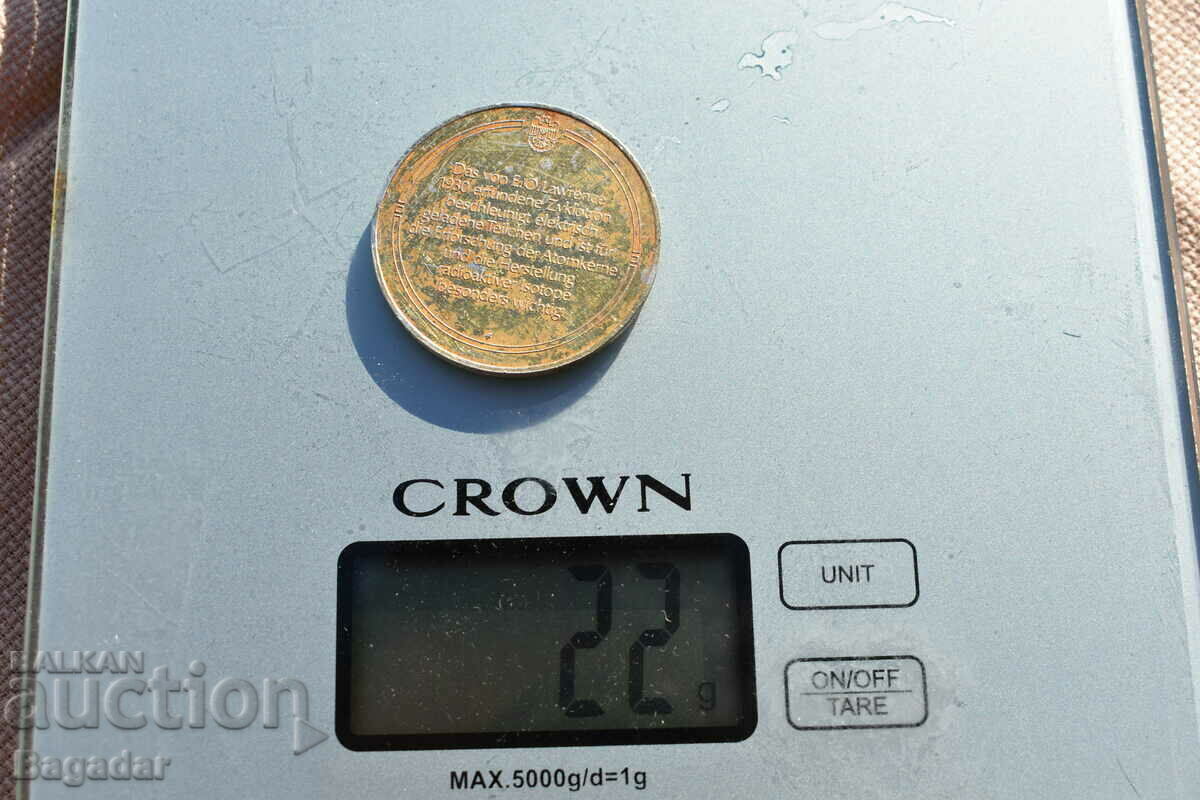 Das von E.O. Lawrence
1930 erfundene Zyklotron
beschleunigt elektrisch
geladene Teilchen und ist für
die Erforschung der Atomkerne
und die Herstellung
radioaktiver Isotope
besonders wichtig.
CROWN
22 g
UNIT
ON/OFF
TARE
MAX.5000g/d=1g
BALKAN
auction
Bagadar